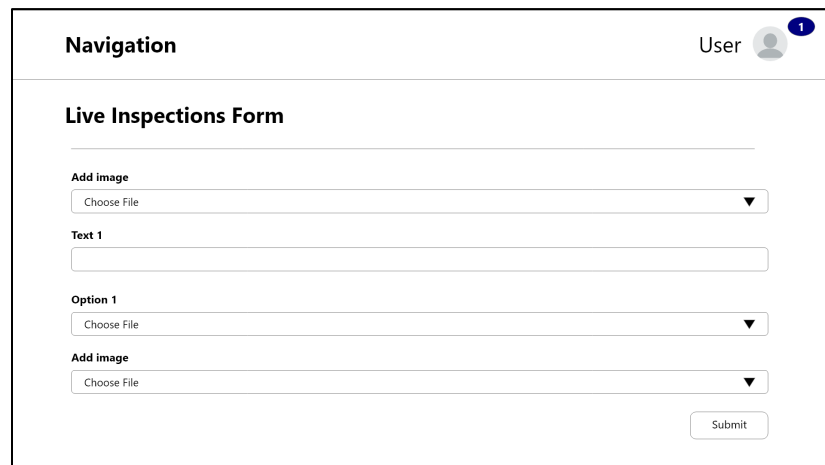 Navigation
User
1
Live Inspections Form
Add image
Choose File
Text 1
Option 1
Choose File
Add image
Choose File
Submit